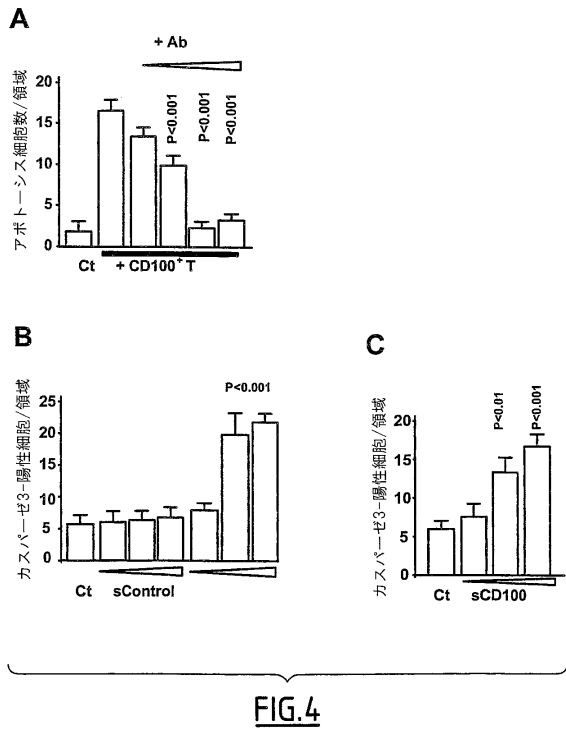 A
+ Ab
アポトーシス細胞数/領域
20
15
10
5
0
P<0.001
P<0.001
P<0.001
Ct
+ CD100+ T
B
カスパーゼ3-陽性細胞/領域
25
20
15
10
5
0
P<0.001
Ct
sControl
C
カスパーゼ3-陽性細胞/領域
20
15
10
5
0
P<0.01
P<0.001
Ct
sCD100
FIG.4